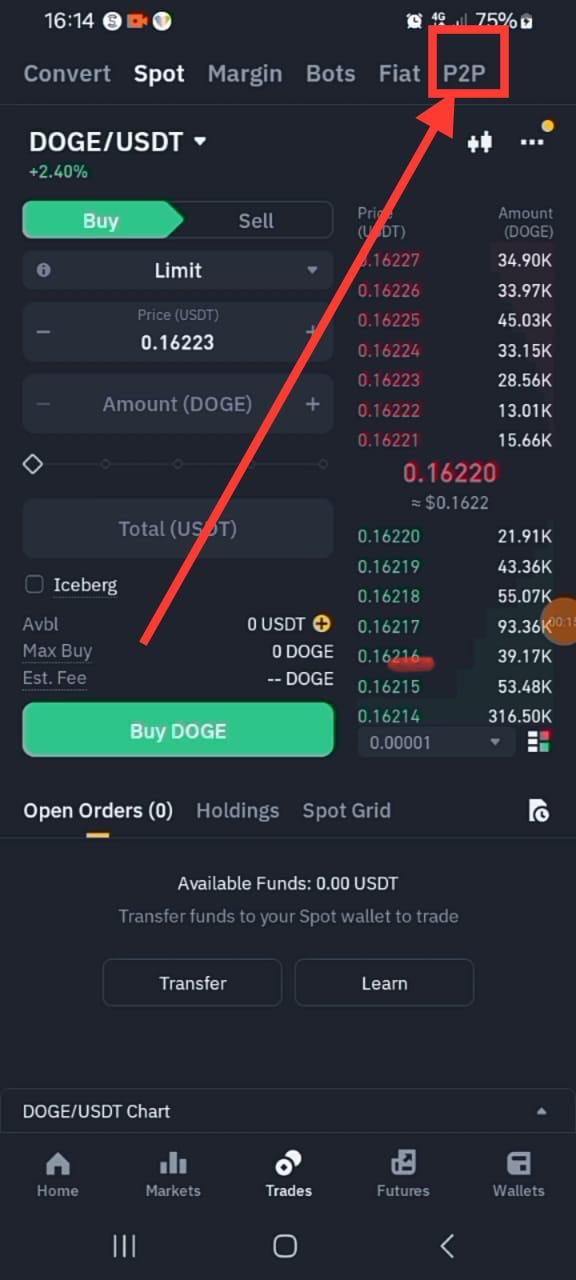 16:14 4G 75%
Convert Spot Margin Bots Fiat P2P
DOGE/USDT
+2.40%
Buy Sell
Limit
Price (USDT)
0.16223
Amount (DOGE)
Total (USDT)
Iceberg
Avbl 0 USDT
Max Buy 0 DOGE
Est. Fee -- DOGE
Buy DOGE
Price Amount
(USDT) (DOGE)
0.16227 34.90K
0.16226 33.97K
0.16225 45.03K
0.16224 33.15K
0.16223 28.56K
0.16222 13.01K
0.16221 15.66K
0.16220
≈ $0.1622
0.16220 21.91K
0.16219 43.36K
0.16218 55.07K
0.16217 93.36K
0.16216 39.17K
0.16215 53.48K
0.16214 316.50K
0.00001
Open Orders (0) Holdings Spot Grid
Available Funds: 0.00 USDT
Transfer funds to your Spot wallet to trade
Transfer Learn
DOGE/USDT Chart
Home Markets Trades Futures Wallets